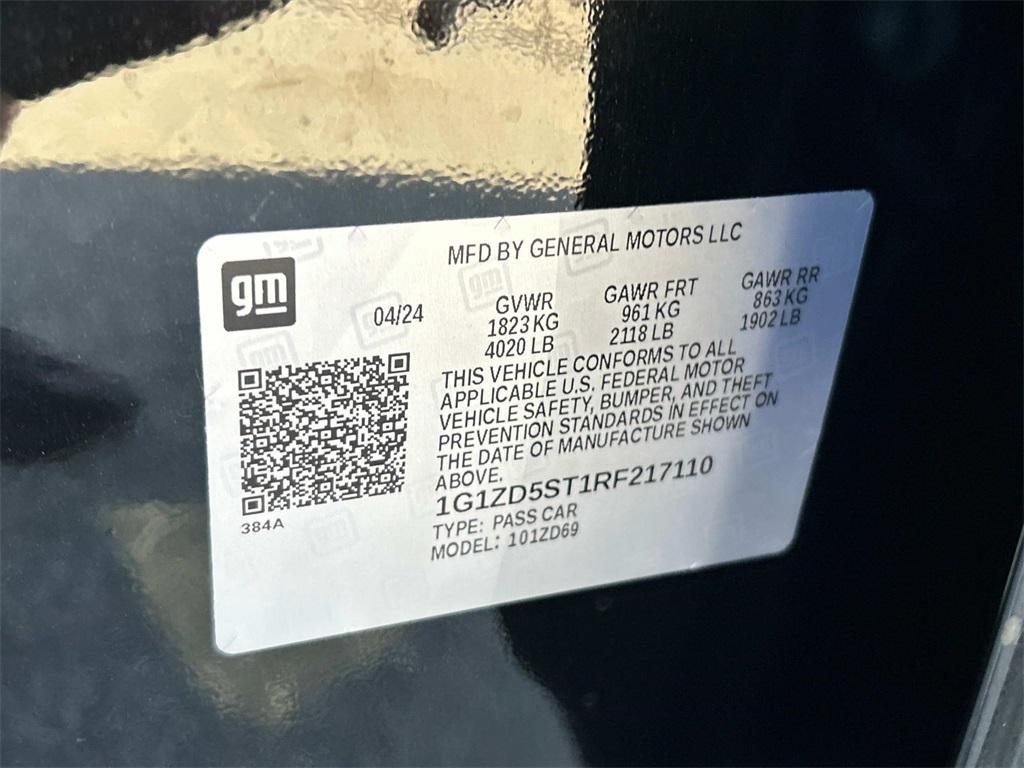 MFD BY GENERAL MOTORS LLC
gm
04/24
GVWR
1823 KG
4020 LB
GAWR FRT
961 KG
2118 LB
GAWR RR
863 KG
1902 LB
THIS VEHICLE CONFORMS TO ALL
APPLICABLE U.S. FEDERAL MOTOR
VEHICLE SAFETY, BUMPER, AND THEFT
PREVENTION STANDARDS IN EFFECT ON
THE DATE OF MANUFACTURE SHOWN
ABOVE.
1G1ZD5ST1RF217110
TYPE: PASS CAR
MODEL: 101ZD69
384A